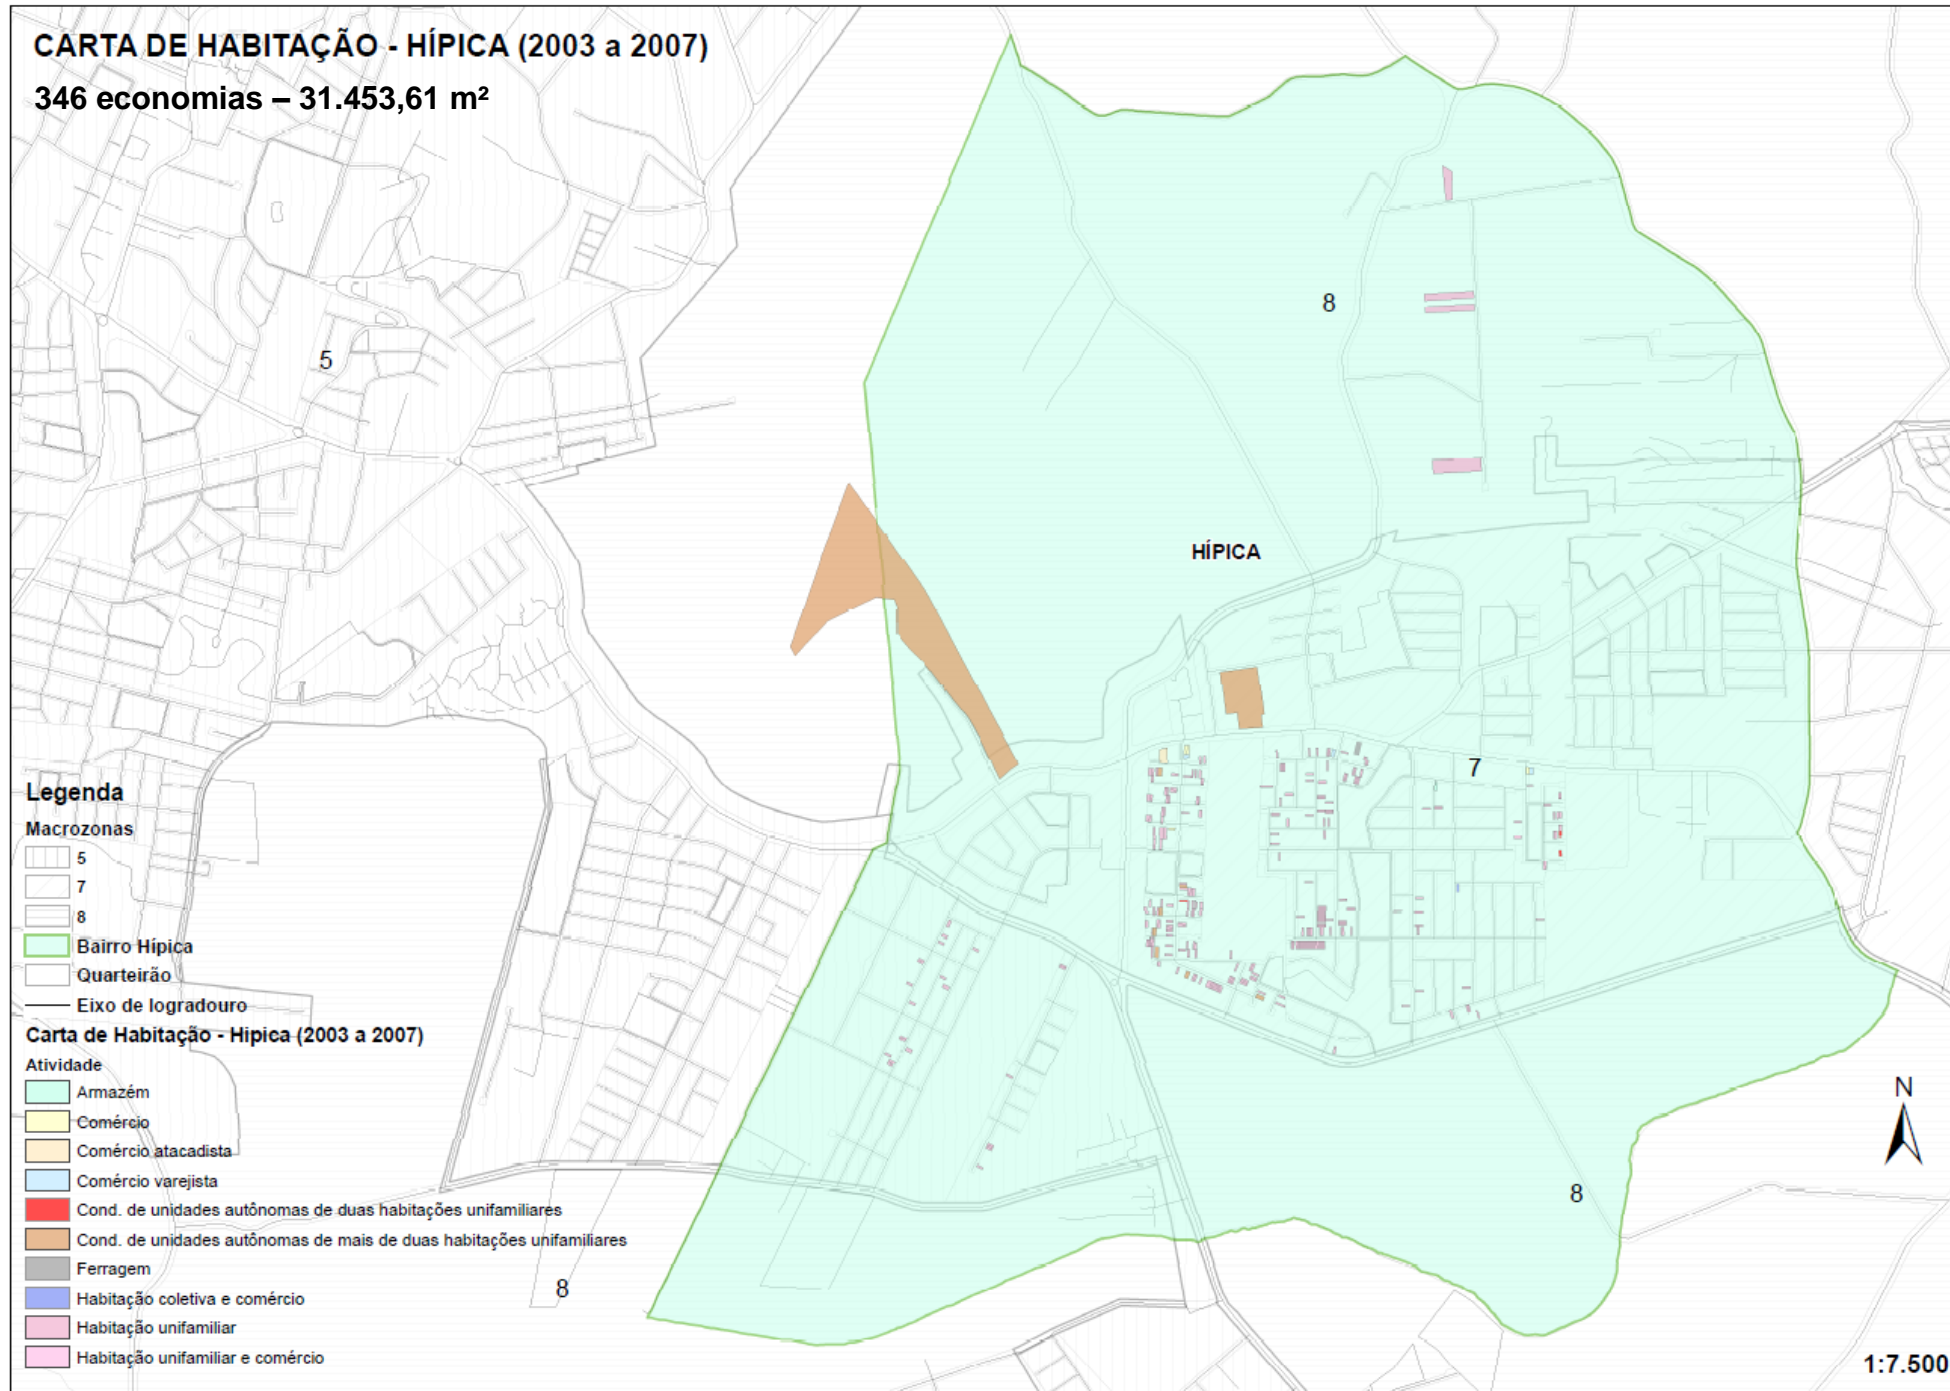 CARTA DE HABITAÇÃO - HÍPICA (2003 a 2007)
346 economias – 31.453,61 m²
8
5
HÍPICA
7
Legenda
Macrozonas
5
7
8
Bairro Hípica
Quarteirão
Eixo de logradouro
Carta de Habitação - Hipica (2003 a 2007)
Atividade
Armazém
Comércio
Comércio atacadista
Comércio varejista
Cond. de unidades autônomas de duas habitações unifamiliares
Cond. de unidades autônomas de mais de duas habitações unifamiliares
Ferragem
Habitação coletiva e comércio
Habitação unifamiliar
Habitação unifamiliar e comércio
N
8
8
1:7.500